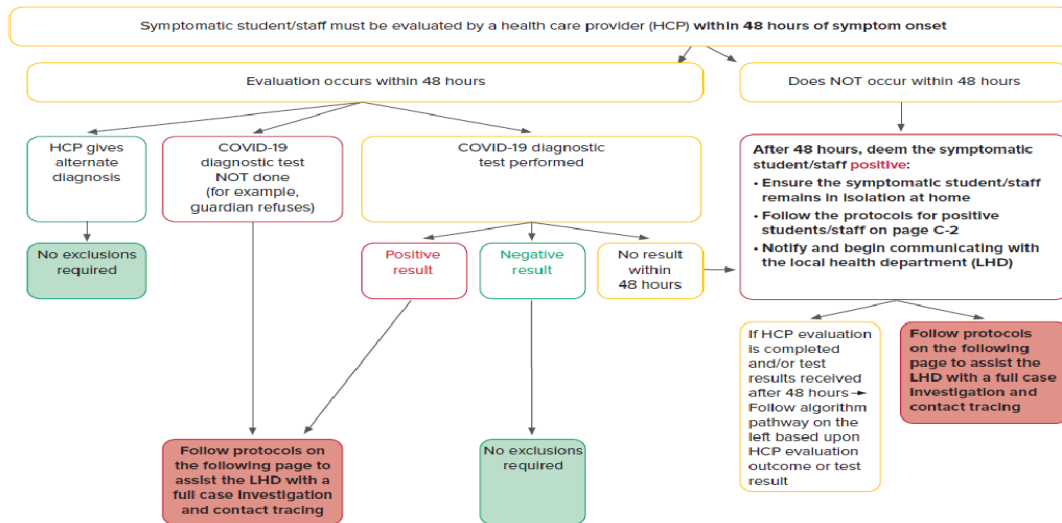 Symptomatic student/staff must be evaluated by a health care provider (HCP) within 48 hours of symptom onset
Evaluation occurs within 48 hours
Does NOT occur within 48 hours
HCP gives
alternate
diagnosis
COVID-19
diagnostic test
NOT done
(for example,
guardian refuses)
COVID-19 diagnostic
test performed
After 48 hours, deem the symptomatic
student/staff positive:
• Ensure the symptomatic student/staff
remains in isolation at home
• Follow the protocols for positive
students/staff on page C-2
• Notify and begin communicating with
the local health department (LHD)
No exclusions
required
Positive
result
Negative
result
No result
within
48 hours
If HCP evaluation
is completed
and/or test
results received
after 48 hours →
Follow algorithm
pathway on the
left based upon
HCP evaluation
outcome or test
result
Follow protocols
on the following
page to assist the
LHD with a full case
investigation and
contact tracing
Follow protocols on
the following page to
assist the LHD with a
full case investigation
and contact tracing
No exclusions
required